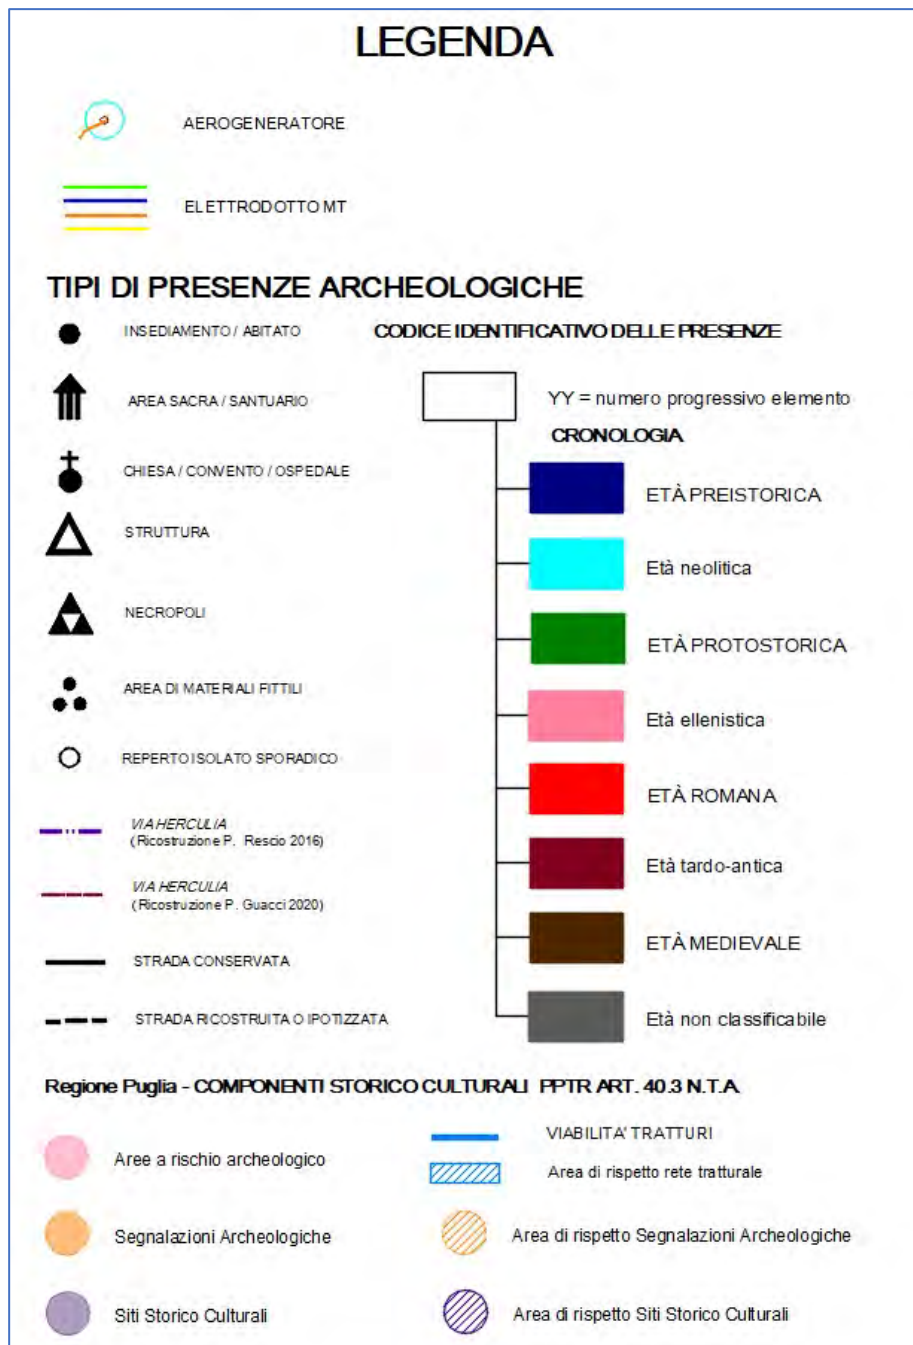 LEGENDA
AEROGENERATORE
ELETTRODOTTO MT
TIPI DI PRESENZE ARCHEOLOGICHE
INSEDIAMENTO / ABITATO
AREA SACRA / SANTUARIO
CHIESA / CONVENTO / OSPEDALE
STRUTTURA
NECROPOLI
AREA DI MATERIALI FITTILI
REPERTO ISOLATO SPORADICO
VIA HERCULIA
(Ricostruzione P. Rescio 2016)
VIA HERCULIA
(Ricostruzione P. Guacci 2020)
STRADA CONSERVATA
STRADA RICOSTRUITA O IPOTIZZATA
CODICE IDENTIFICATIVO DELLE PRESENZE
YY = numero progressivo elemento
CRONOLOGIA
ETÀ PREISTORICA
Età neolitica
ETÀ PROTOSTORICA
Età ellenistica
ETÀ ROMANA
Età tardo-antica
ETÀ MEDIEVALE
Età non classificabile
Regione Puglia - COMPONENTI STORICO CULTURALI PPTR ART. 40.3 N.T.A.
Aree a rischio archeologico
Segnalazioni Archeologiche
Siti Storico Culturali
VIABILITA' TRATTURI
Area di rispetto rete tratturale
Area di rispetto Segnalazioni Archeologiche
Area di rispetto Siti Storico Culturali